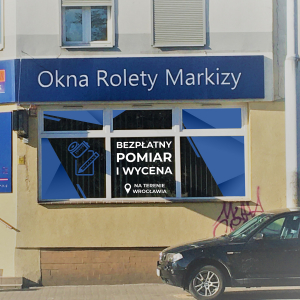 Okna Rolety Markizy
BEZPŁATNY
POMIAR
I WYCENA
NA TERENIE
WROCŁAWIA